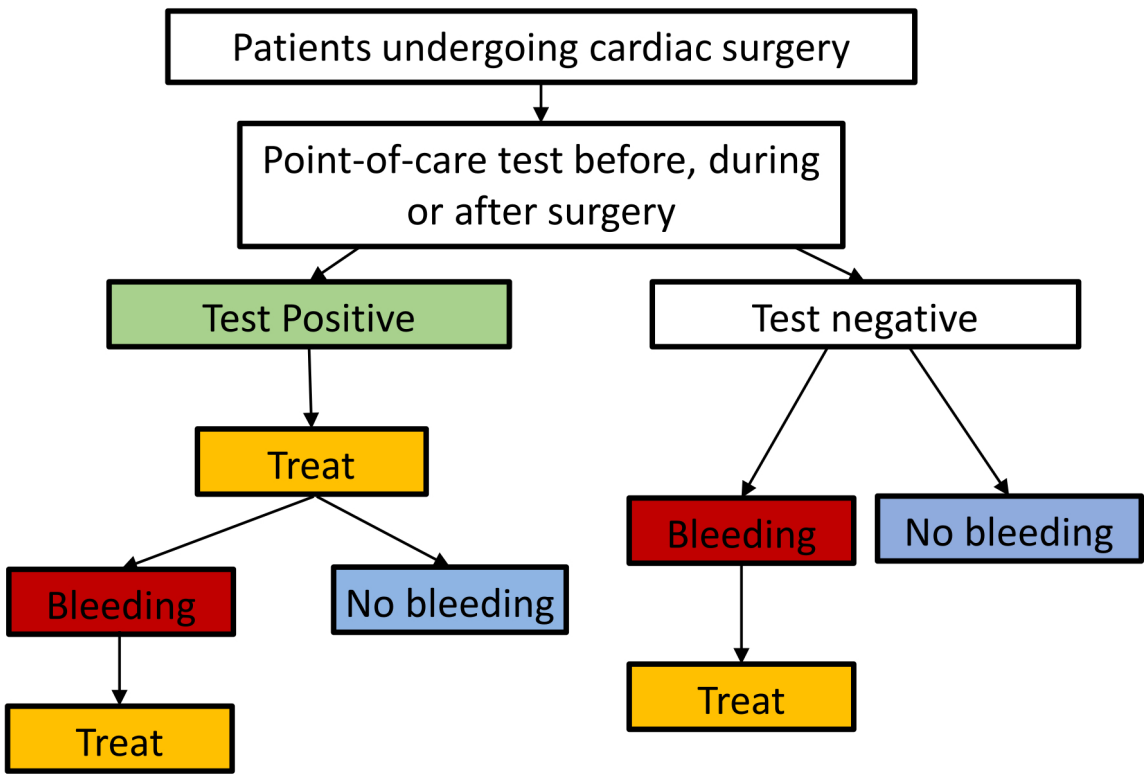 Patients undergoing cardiac surgery
Point-of-care test before, during
or after surgery
Test Positive
Test negative
Treat
Bleeding
No bleeding
Bleeding
No bleeding
Treat
Treat